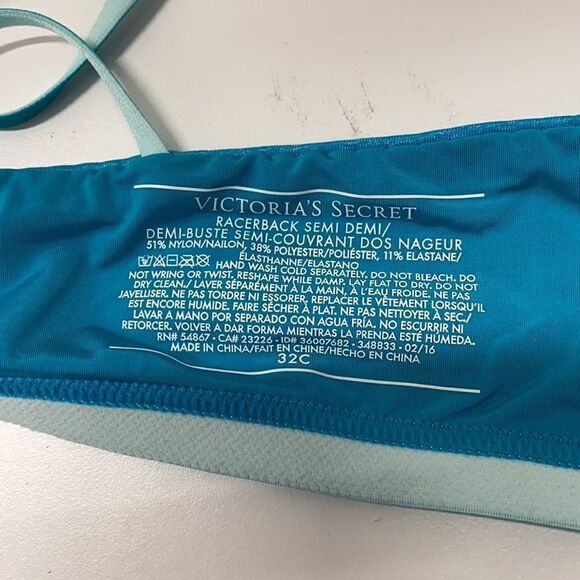 VICTORIA'S SECRET
RACERBACK SEMI DEMI/
DEMI-BUSTE SEMI-COUVRANT DOS NAGEUR
51% NYLON/NAILON, 38% POLYESTER/POLIÉSTER, 11% ELASTANE/
ÉLASTHANNE/ELASTANO
HAND WASH COLD SEPARATELY. DO NOT BLEACH. DO
NOT WRING OR TWIST. RESHAPE WHILE DAMP. LAY FLAT TO DRY. DO NOT
DRY CLEAN./ LAVER SÉPARÉMENT À LA MAIN, À L'EAU FROIDE. NE PAS
JAVELLISER. NE PAS TORDRE NI ESSORER. REPLACER LE VÊTEMENT LORSQU'IL
EST ENCORE HUMIDE. FAIRE SÉCHER À PLAT. NE PAS NETTOYER À SEC./
LAVAR A MANO POR SEPARADO CON AGUA FRÍA. NO ESCURRIR NI
RETORCER. VOLVER A DAR FORMA MIENTRAS LA PRENDA ESTÉ HÚMEDA.
RN# 54867 • CA# 23226 • ID# 36007682 • 348833 • 02/16
MADE IN CHINA/FAIT EN CHINE/HECHO EN CHINA
32C